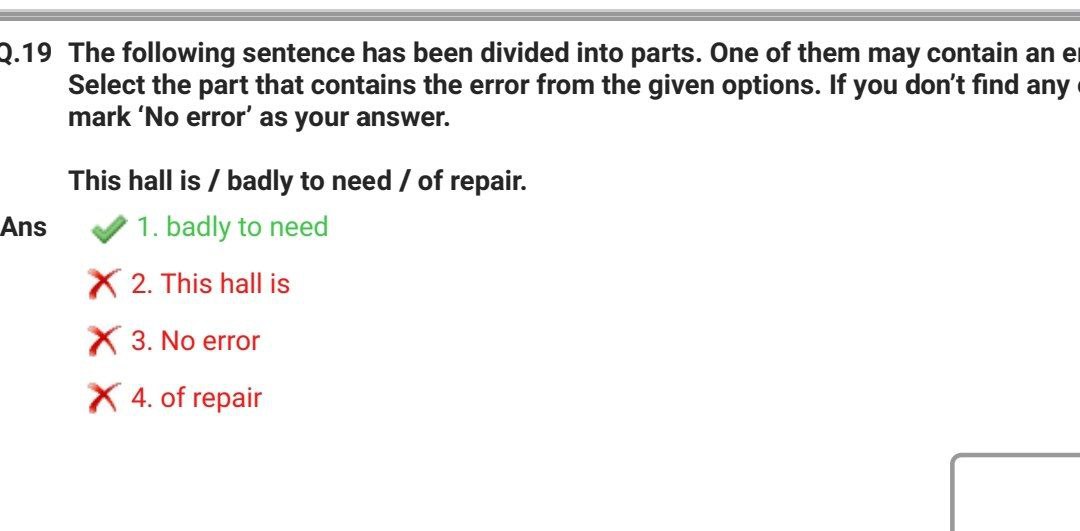 Q.19 The following sentence has been divided into parts. One of them may contain an
Select the part that contains the error from the given options. If you don't find any
mark ‘No error’ as your answer.
This hall is / badly to need / of repair.
Ans 1. badly to need
2. This hall is
3. No error
4. of repair